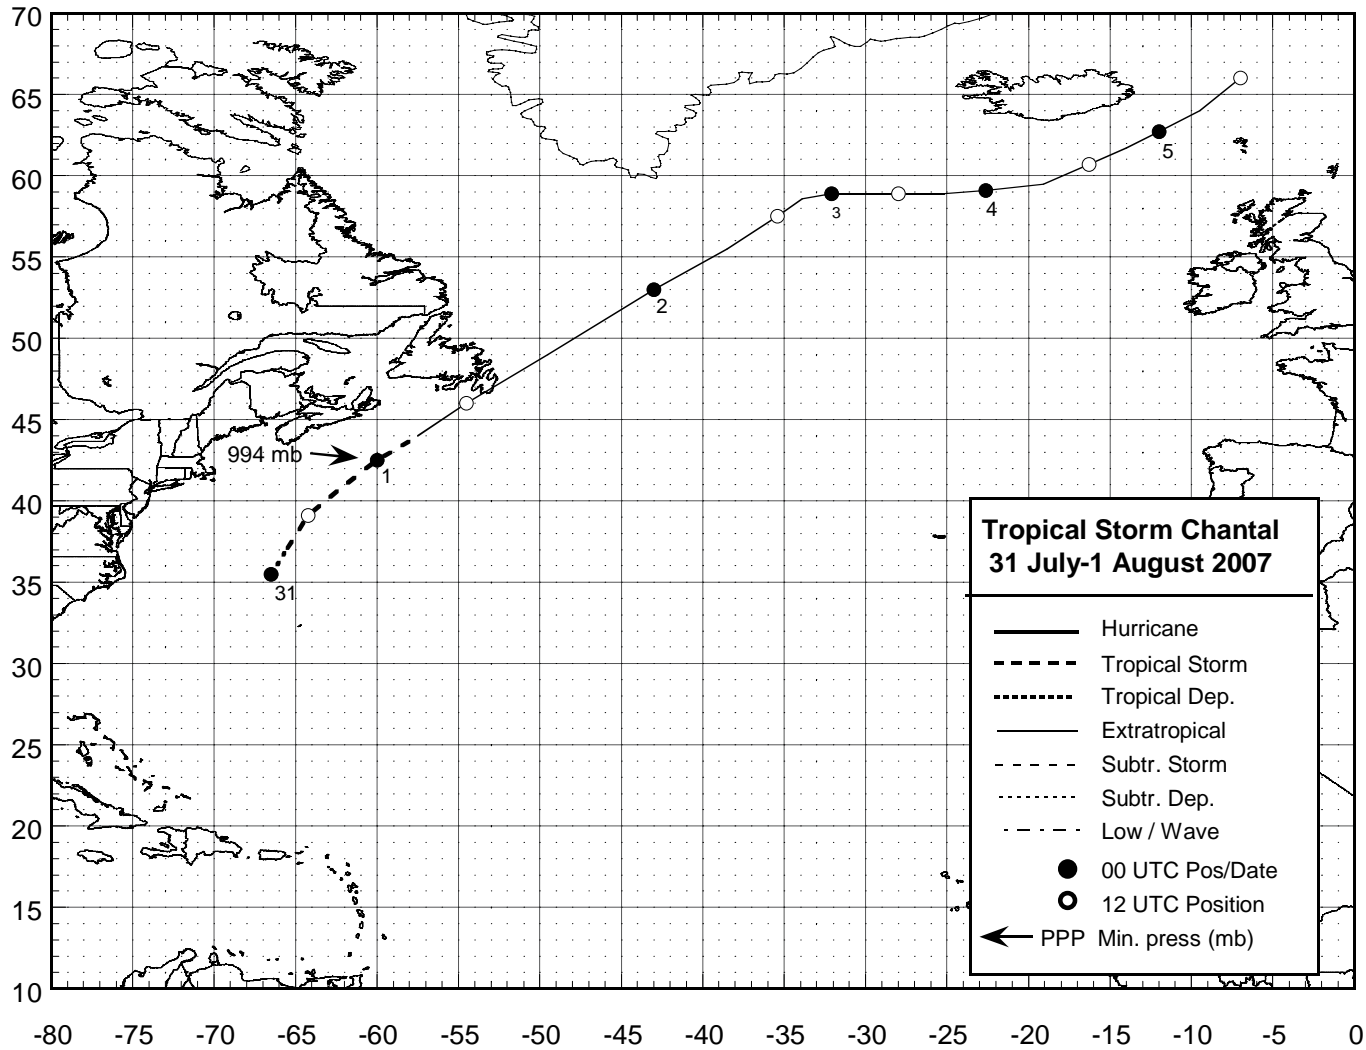 70
65
60
55
50
45
40
35
30
25
20
15
10
-80 -75 -70 -65 -60 -55 -50 -45 -40 -35 -30 -25 -20 -15 -10 -5 0
5
4
3
2
994 mb
1
31
Tropical Storm Chantal
31 July-1 August 2007
Hurricane
Tropical Storm
Tropical Dep.
Extratropical
Subtr. Storm
Subtr. Dep.
Low / Wave
00 UTC Pos/Date
12 UTC Position
PPP Min. press (mb)